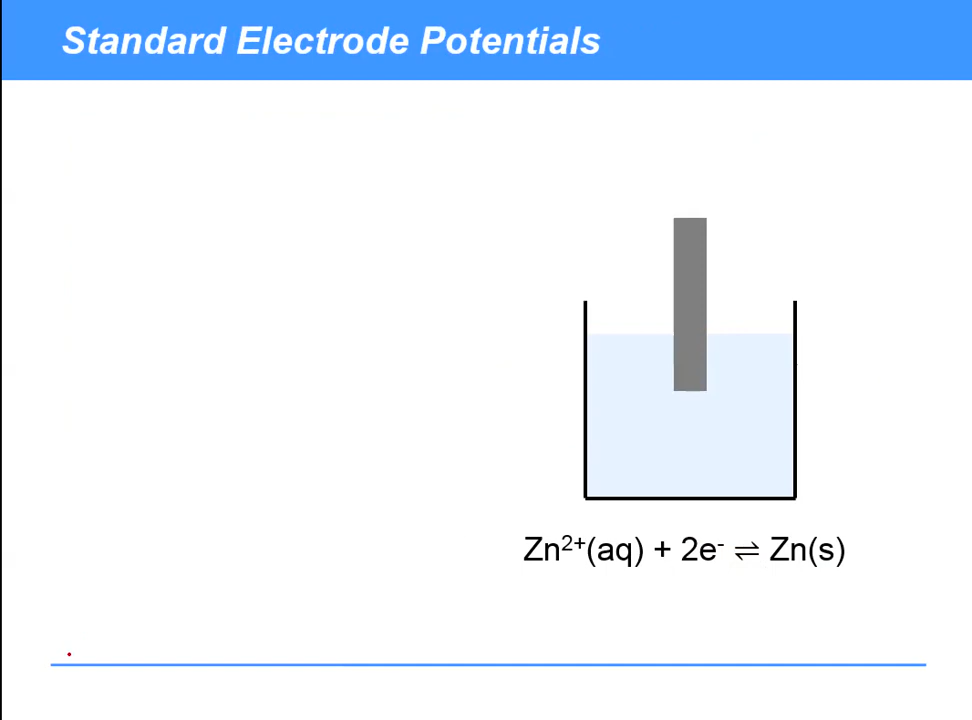 Standard Electrode Potentials
Zn²⁺(aq) + 2e⁻ ⇌ Zn(s)